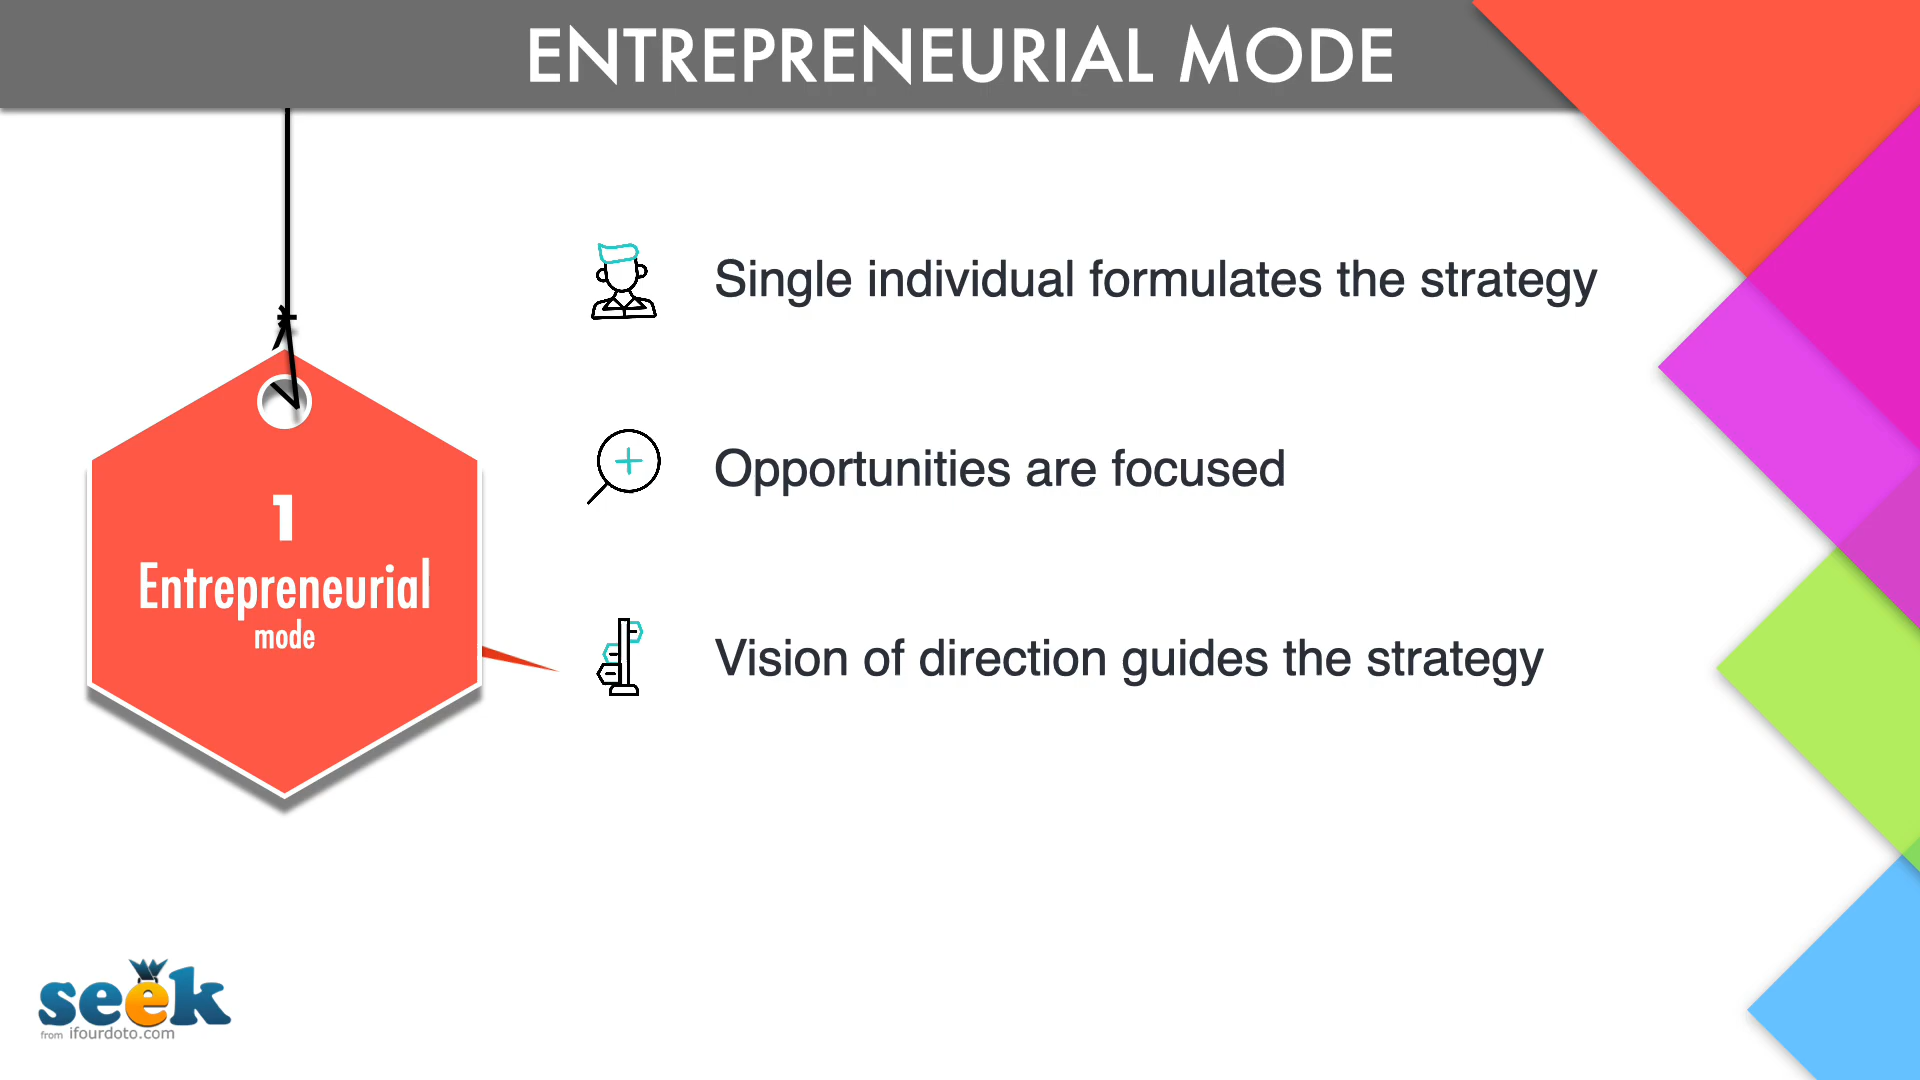 ENTREPRENEURIAL MODE
Single individual formulates the strategy
Opportunities are focused
1
Entrepreneurial
mode
Vision of direction guides the strategy
seek
from ifourdoto.com